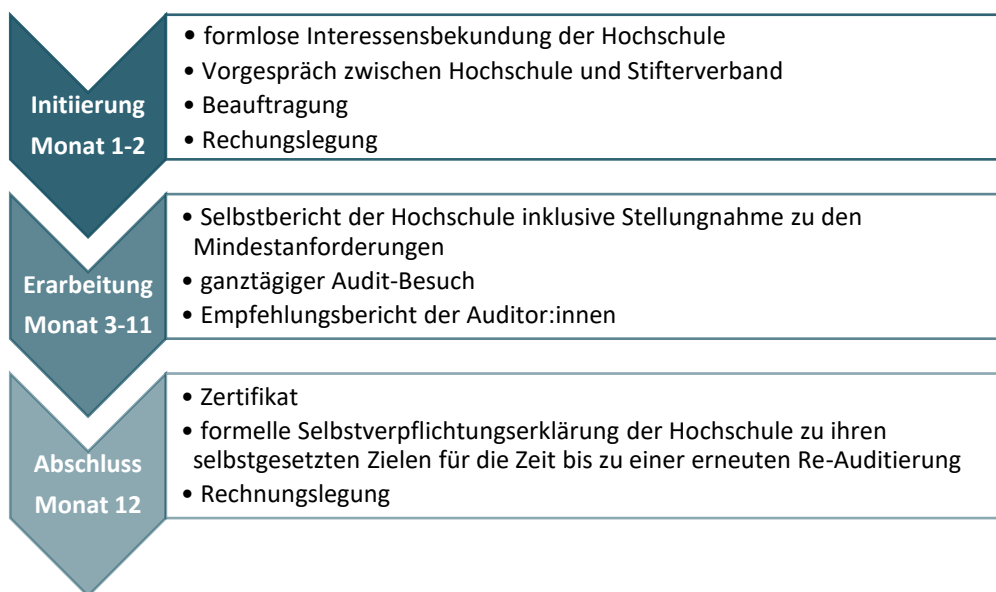 Initiierung
Monat 1-2
• formlose Interessensbekundung der Hochschule
• Vorgespräch zwischen Hochschule und Stifterverband
• Beauftragung
• Rechungslegung
Erarbeitung
Monat 3-11
• Selbstbericht der Hochschule inklusive Stellungnahme zu den
Mindestanforderungen
• ganztägiger Audit-Besuch
• Empfehlungsbericht der Auditor:innen
Abschluss
Monat 12
• Zertifikat
• formelle Selbstverpflichtungserklärung der Hochschule zu ihren
selbstgesetzten Zielen für die Zeit bis zu einer erneuten Re-Auditierung
• Rechnungslegung